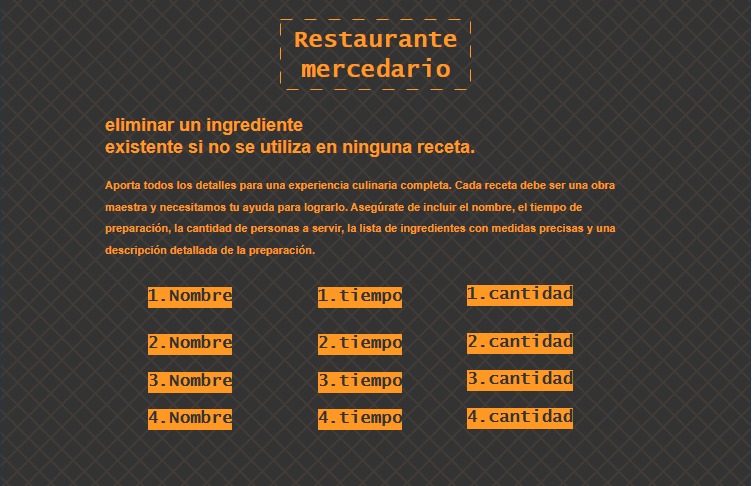 Restaurante
mercedario
eliminar un ingrediente
existente si no se utiliza en ninguna receta.
Aporta todos los detalles para una experiencia culinaria completa. Cada receta debe ser una obra
maestra y necesitamos tu ayuda para lograrlo. Asegúrate de incluir el nombre, el tiempo de
preparación, la cantidad de personas a servir, la lista de ingredientes con medidas precisas y una
descripción detallada de la preparación.
1.Nombre 1.tiempo 1.cantidad
2.Nombre 2.tiempo 2.cantidad
3.Nombre 3.tiempo 3.cantidad
4.Nombre 4.tiempo 4.cantidad